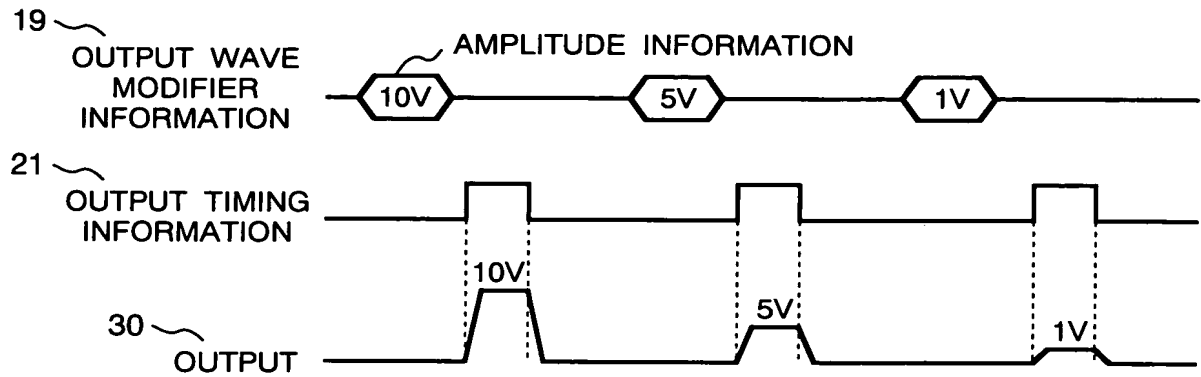 19
OUTPUT WAVE
MODIFIER
INFORMATION
AMPLITUDE INFORMATION
10V
5V
1V
21
OUTPUT TIMING
INFORMATION
10V
5V
1V
30
OUTPUT